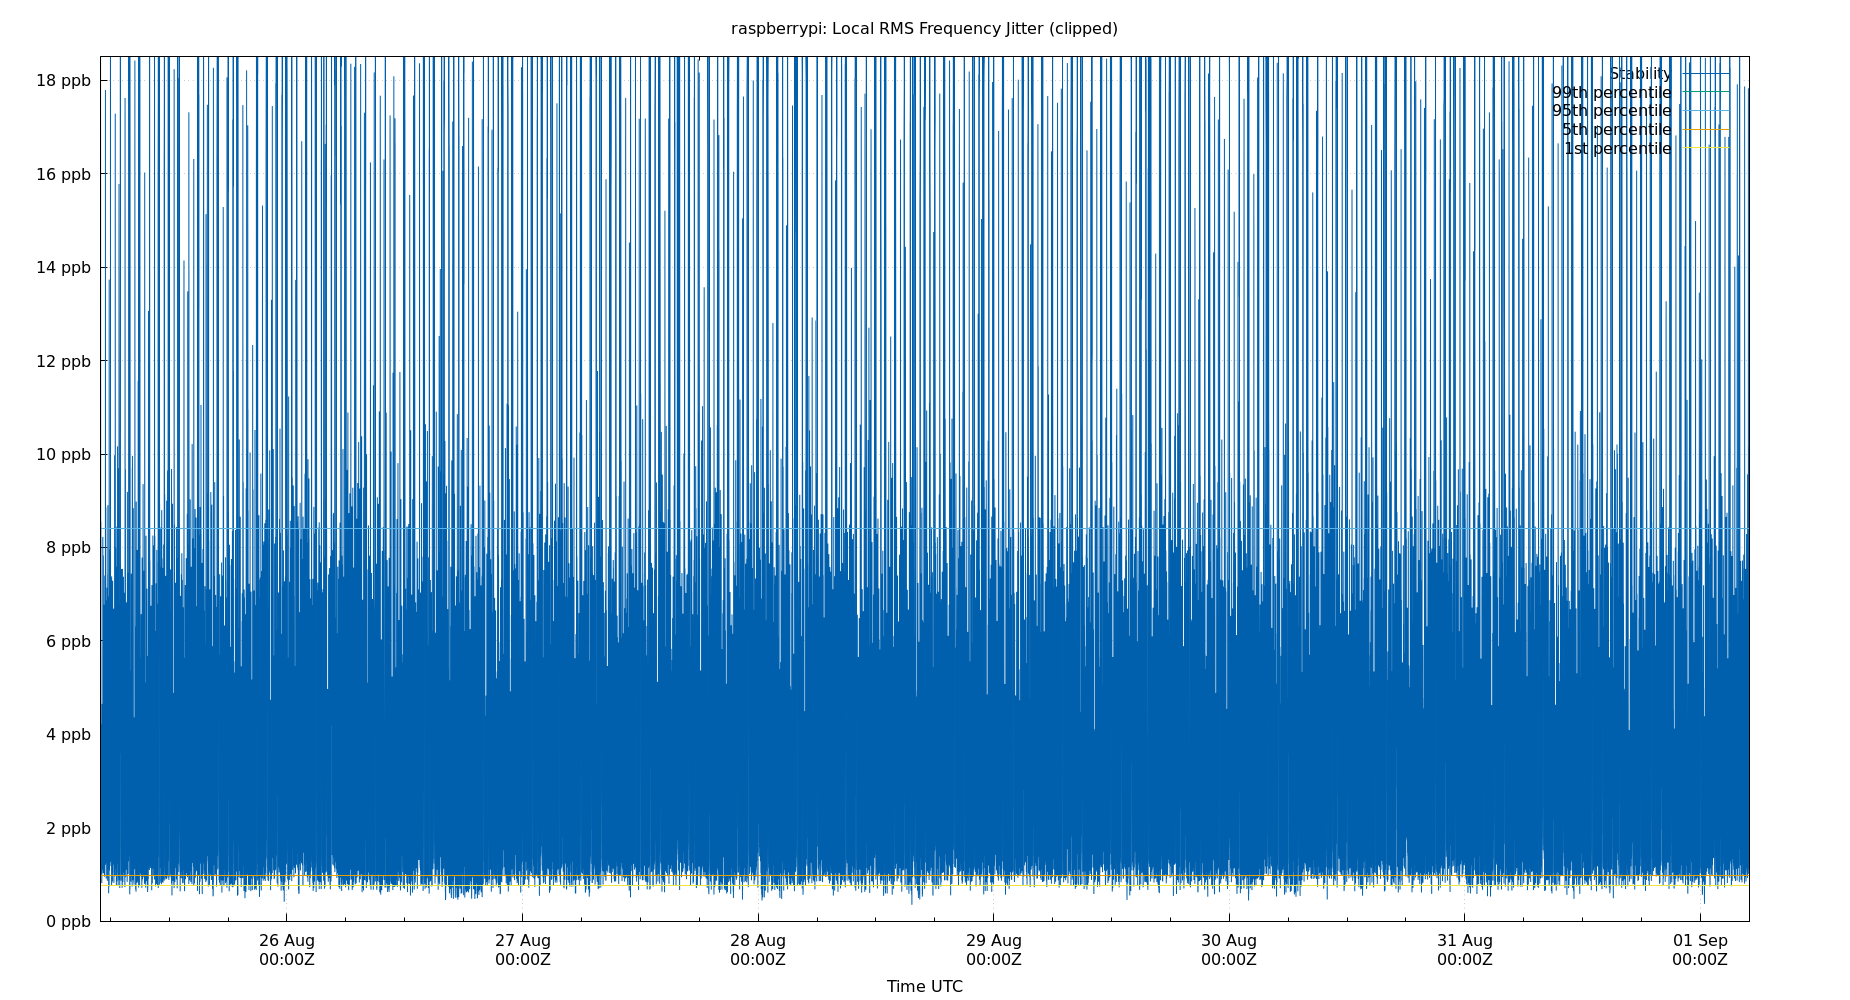 raspberrypi: Local RMS Frequency Jitter (clipped)
18 ppb
16 ppb
14 ppb
12 ppb
10 ppb
8 ppb
6 ppb
4 ppb
2 ppb
0 ppb
Stability
99th percentile
95th percentile
5th percentile
1st percentile
26 Aug 27 Aug 28 Aug 29 Aug 30 Aug 31 Aug 01 Sep
00:00Z 00:00Z 00:00Z 00:00Z 00:00Z 00:00Z 00:00Z
Time UTC